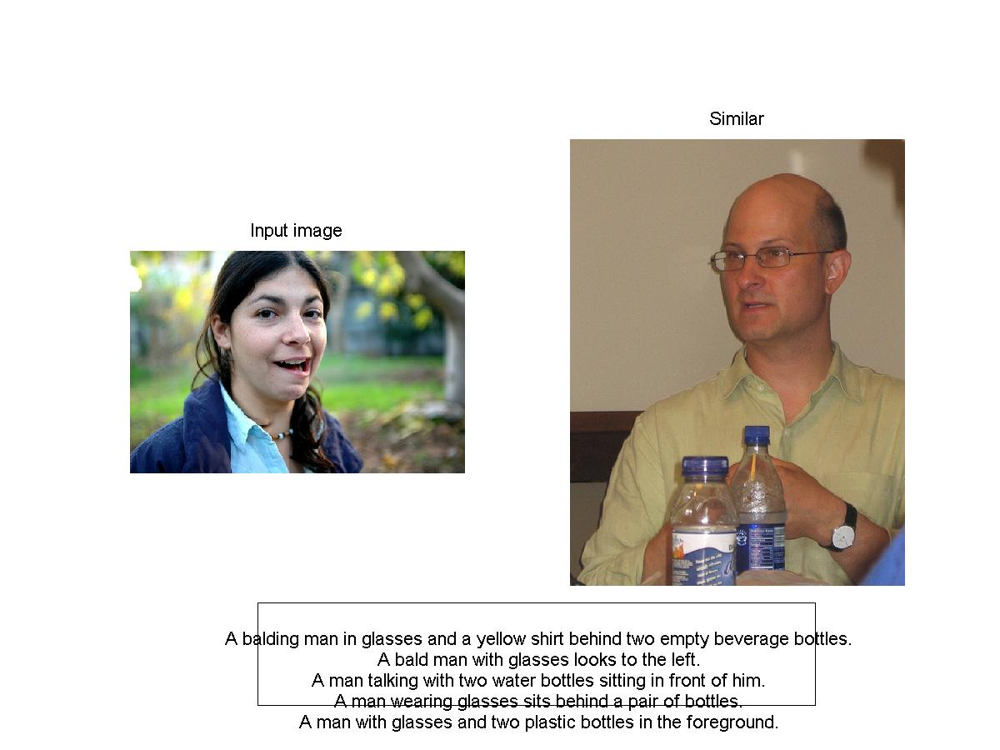 Similar
Input image
A balding man in glasses and a yellow shirt behind two empty beverage bottles.
A bald man with glasses looks to the left.
A man talking with two water bottles sitting in front of him.
A man wearing glasses sits behind a pair of bottles.
A man with glasses and two plastic bottles in the foreground.